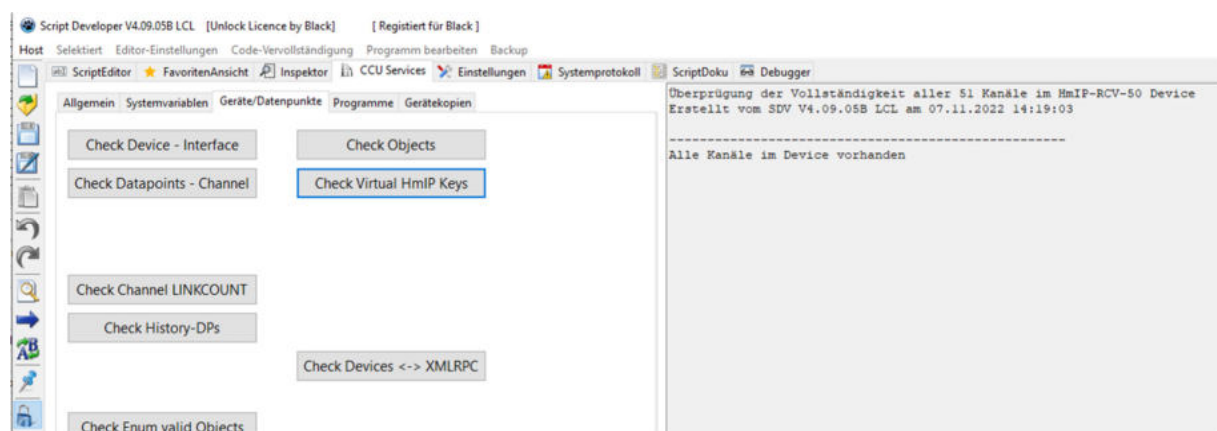 Script Developer V4.09.05B LCL [Unlock Licence by Black] [ Registiert für Black ]
Host Selektiert Editor-Einstellungen Code-Vervollständigung Programm bearbeiten Backup
ScriptEditor FavoritenAnsicht Inspektor CCU Services Einstellungen Systemprotokoll ScriptDoku Debugger
Allgemein Systemvariablen Geräte/Datenpunkte Programme Gerätekopien
Check Device - Interface Check Objects
Check Datapoints - Channel Check Virtual HmIP Keys
Check Channel LINKCOUNT
Check History-DPs
Check Devices <-> XMLRPC
Check Enum valid Objects
Überprügung der Vollständigkeit aller 51 Kanäle im HmIP-RCV-50 Device
Erstellt vom SDV V4.09.05B LCL am 07.11.2022 14:19:03
--------------------------------------------------
Alle Kanäle im Device vorhanden